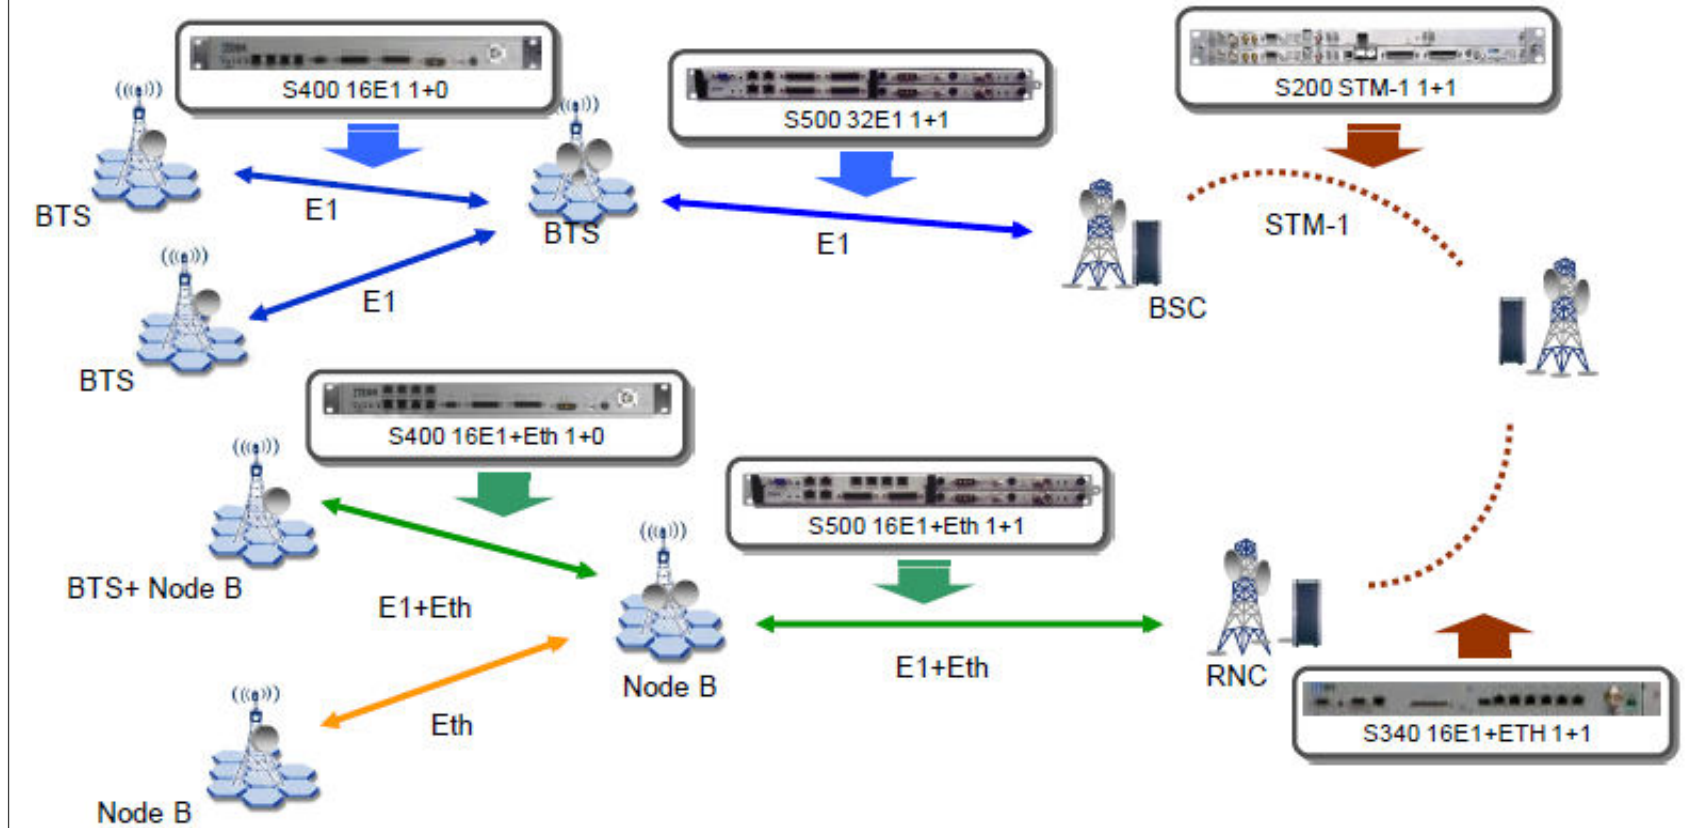 S400 16E1 1+0
S500 32E1 1+1
S200 STM-1 1+1
BTS
E1
BTS
E1
STM-1
BTS
E1
BSC
S400 16E1+Eth 1+0
S500 16E1+Eth 1+1
BTS+ Node B
E1+Eth
Node B
E1+Eth
RNC
Eth
S340 16E1+ETH 1+1
Node B